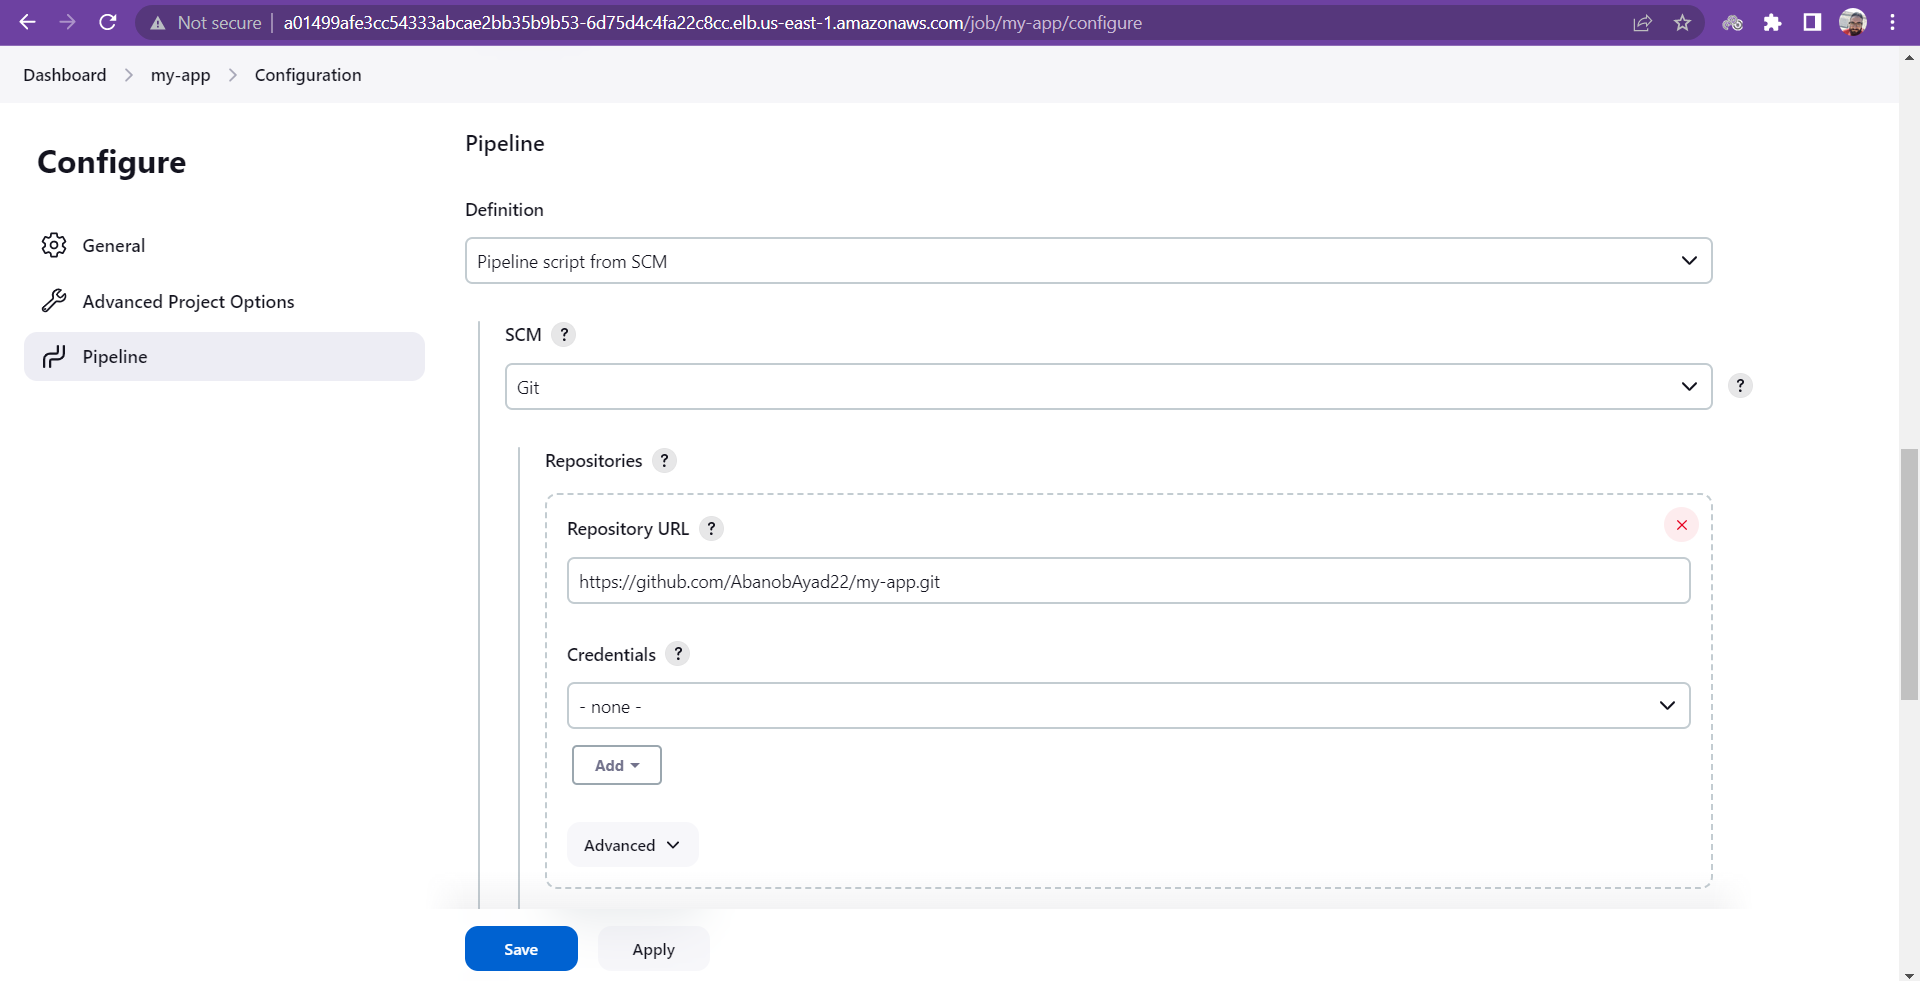 Not secure | a01499afe3cc54333abcae2bb35b9b53-6d75d4c4fa22c8cc.elb.us-east-1.amazonaws.com/job/my-app/configure
Dashboard > my-app > Configuration
Configure
General
Advanced Project Options
Pipeline
Pipeline
Definition
Pipeline script from SCM
SCM ?
Git
?
Repositories ?
Repository URL ?
https://github.com/AbanobAyad22/my-app.git
Credentials ?
- none -
Add
Advanced
Save
Apply